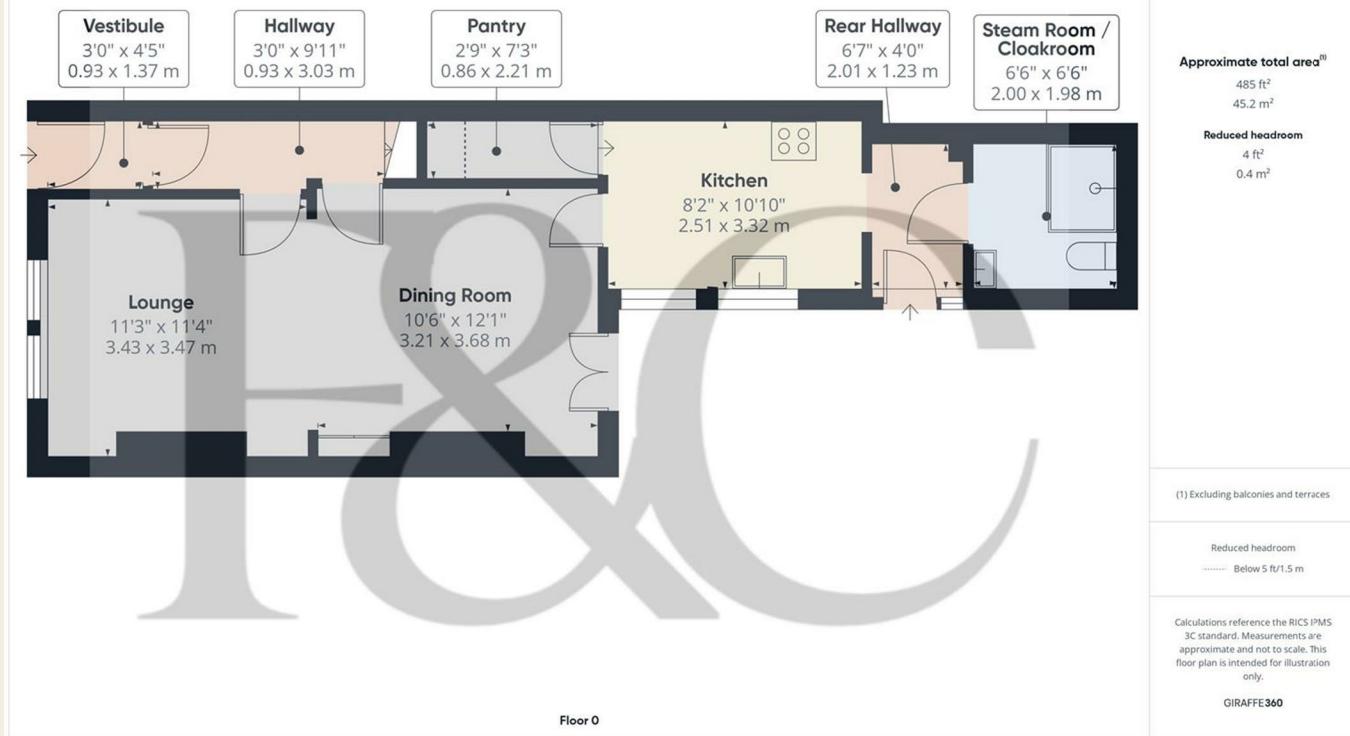 Vestibule
3'0" x 4'5"
0.93 x 1.37 m
Hallway
3'0" x 9'11"
0.93 x 3.03 m
Pantry
2'9" x 7'3"
0.86 x 2.21 m
Rear Hallway
6'7" x 4'0"
2.01 x 1.23 m
Steam Room /
Cloakroom
6'6" x 6'6"
2.00 x 1.98 m
Kitchen
8'2" x 10'10"
2.51 x 3.32 m
Lounge
11'3" x 11'4"
3.43 x 3.47 m
Dining Room
10'6" x 12'1"
3.21 x 3.68 m
F&C
Floor 0
Approximate total area(1)
485 ft²
45.2 m²
Reduced headroom
4 ft²
0.4 m²
(1) Excluding balconies and terraces
Reduced headroom
Below 5 ft/1.5 m
Calculations reference the RICS IPMS
3C standard. Measurements are
approximate and not to scale. This
floor plan is intended for illustration
only.
GIRAFFE360